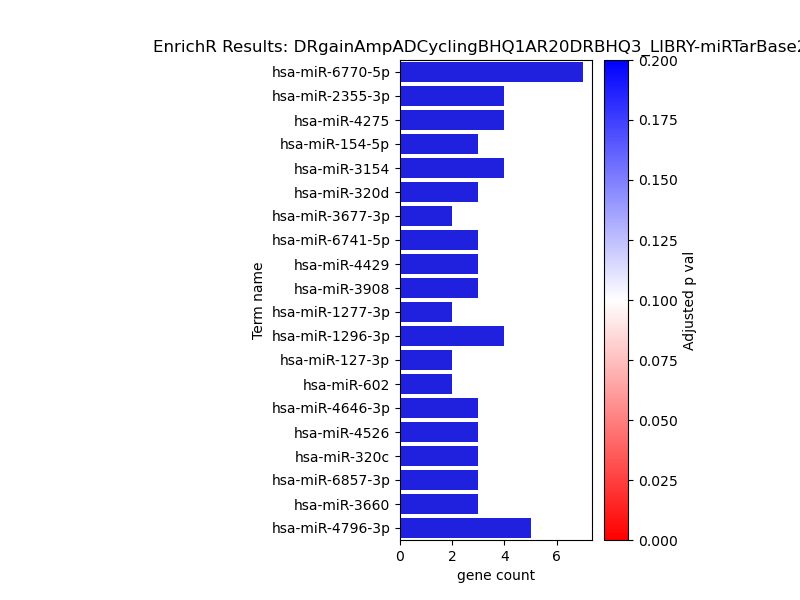 EnrichR Results: DRgainAmpADCyclingBHQ1AR20DRBHQ3_LIBRY-miRTarBase2
hsa-miR-6770-5p
hsa-miR-2355-3p
hsa-miR-4275
hsa-miR-154-5p
hsa-miR-3154
hsa-miR-320d
hsa-miR-3677-3p
hsa-miR-6741-5p
hsa-miR-4429
hsa-miR-3908
hsa-miR-1277-3p
hsa-miR-1296-3p
hsa-miR-127-3p
hsa-miR-602
hsa-miR-4646-3p
hsa-miR-4526
hsa-miR-320c
hsa-miR-6857-3p
hsa-miR-3660
hsa-miR-4796-3p
Term name
0 2 4 6
gene count
0.200
0.175
0.150
0.125
0.100
0.075
0.050
0.025
0.000
Adjusted p val